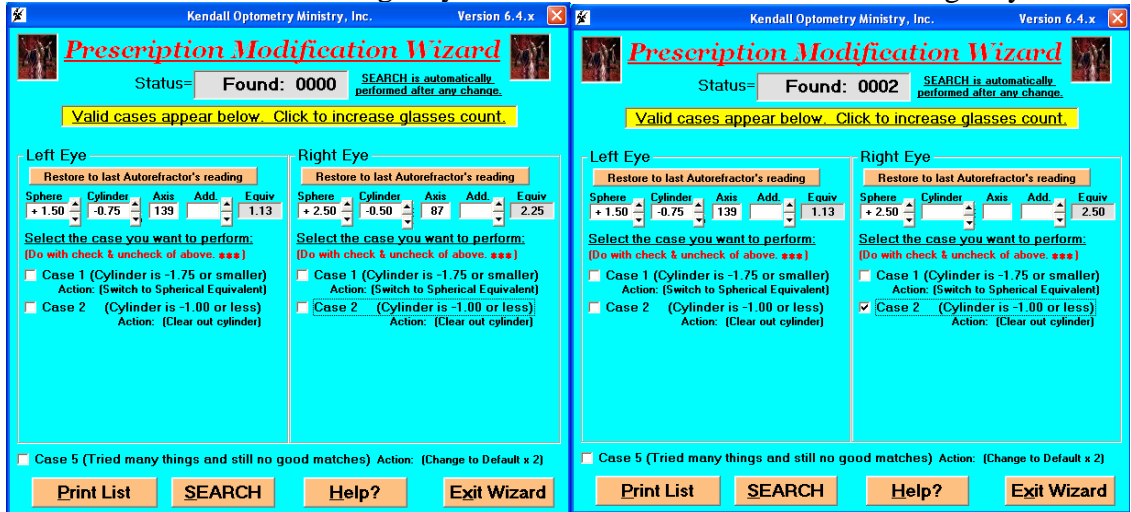 Kendall Optometry Ministry, Inc. Version 6.4.x
Prescription Modification Wizard
Status= Found: 0000 SEARCH is automatically
performed after any change.
Valid cases appear below. Click to increase glasses count.
Left Eye
Restore to last Autorefractor's reading
Sphere Cylinder Axis Add. Equiv
+ 1.50 -0.75 139 1.13
Select the case you want to perform:
(Do with check & uncheck of above. ***)
Case 1 (Cylinder is -1.75 or smaller)
Action: (Switch to Spherical Equivalent)
Case 2 (Cylinder is -1.00 or less)
Action: (Clear out cylinder)
Right Eye
Restore to last Autorefractor's reading
Sphere Cylinder Axis Add. Equiv
+ 2.50 -0.50 87 2.25
Select the case you want to perform:
(Do with check & uncheck of above. ***)
Case 1 (Cylinder is -1.75 or smaller)
Action: (Switch to Spherical Equivalent)
Case 2 (Cylinder is -1.00 or less)
Action: (Clear out cylinder)
Case 5 (Tried many things and still no good matches) Action: (Change to Default x 2)
Print List SEARCH Help? Exit Wizard
Kendall Optometry Ministry, Inc. Version 6.4.x
Prescription Modification Wizard
Status= Found: 0002 SEARCH is automatically
performed after any change.
Valid cases appear below. Click to increase glasses count.
Left Eye
Restore to last Autorefractor's reading
Sphere Cylinder Axis Add. Equiv
+ 1.50 -0.75 139 1.13
Select the case you want to perform:
(Do with check & uncheck of above. ***)
Case 1 (Cylinder is -1.75 or smaller)
Action: (Switch to Spherical Equivalent)
Case 2 (Cylinder is -1.00 or less)
Action: (Clear out cylinder)
Right Eye
Restore to last Autorefractor's reading
Sphere Cylinder Axis Add. Equiv
+ 2.50 2.50
Select the case you want to perform:
(Do with check & uncheck of above. ***)
Case 1 (Cylinder is -1.75 or smaller)
Action: (Switch to Spherical Equivalent)
Case 2 (Cylinder is -1.00 or less)
Action: (Clear out cylinder)
Case 5 (Tried many things and still no good matches) Action: (Change to Default x 2)
Print List SEARCH Help? Exit Wizard